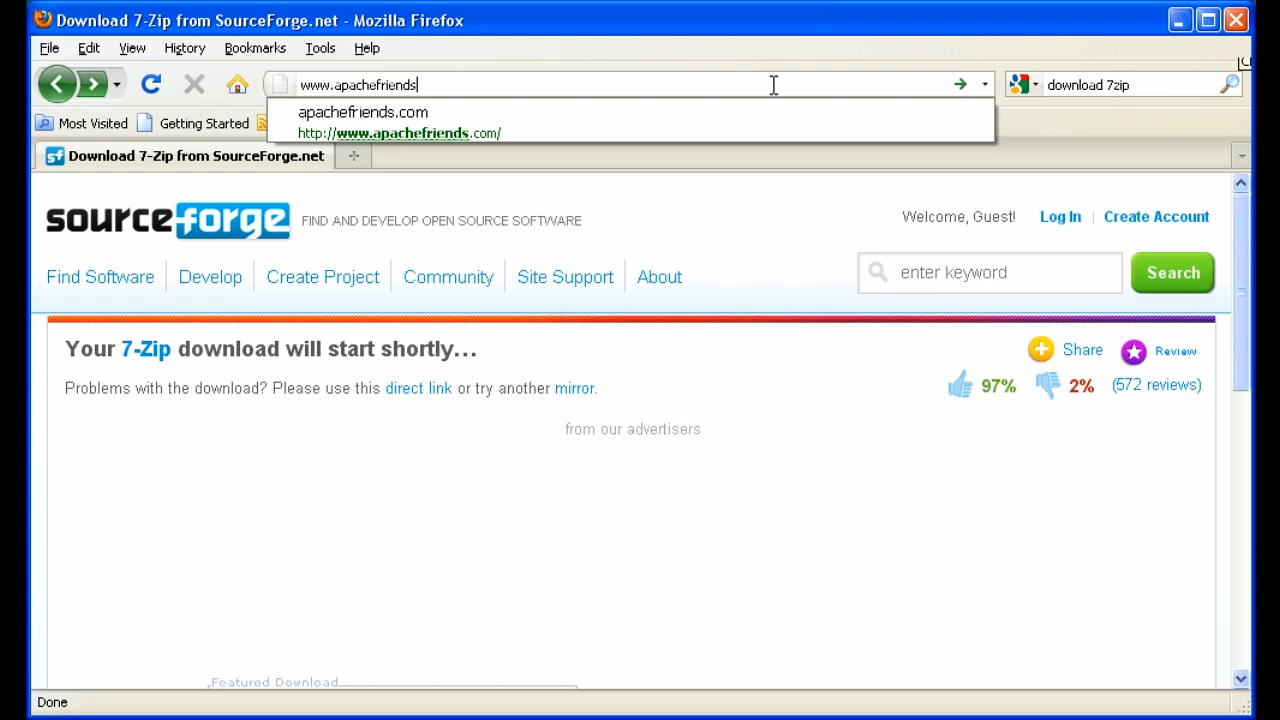 Download 7-Zip from SourceForge.net - Mozilla Firefox
File Edit View History Bookmarks Tools Help
www.apachefriends
download 7zip
apachefriends.com
http://www.apachefriends.com/
Most Visited Getting Started
Download 7-Zip from SourceForge.net
sourceforge FIND AND DEVELOP OPEN SOURCE SOFTWARE
Welcome, Guest! Log In Create Account
Find Software Develop Create Project Community Site Support About
enter keyword Search
Your 7-Zip download will start shortly...
Share Review
Problems with the download? Please use this direct link or try another mirror.
97% 2% (572 reviews)
from our advertisers
Featured Download
Done